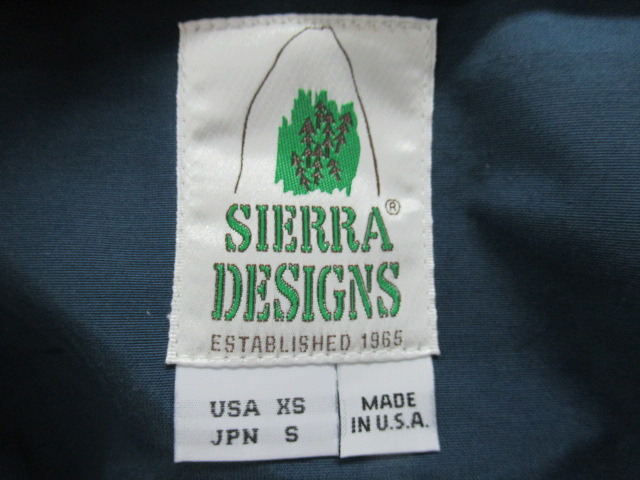 SIERRA®
DESIGNS
ESTABLISHED 1965
USA XS
JPN S
MADE
IN U.S.A.